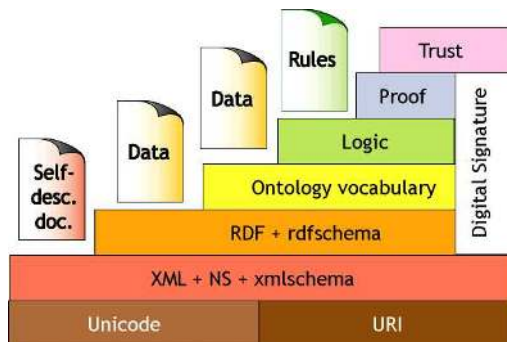 Trust
Rules
Proof
Data
Logic
Digital Signature
Data
Ontology vocabulary
Self-
desc.
doc.
RDF + rdfschema
XML + NS + xmlschema
Unicode
URI